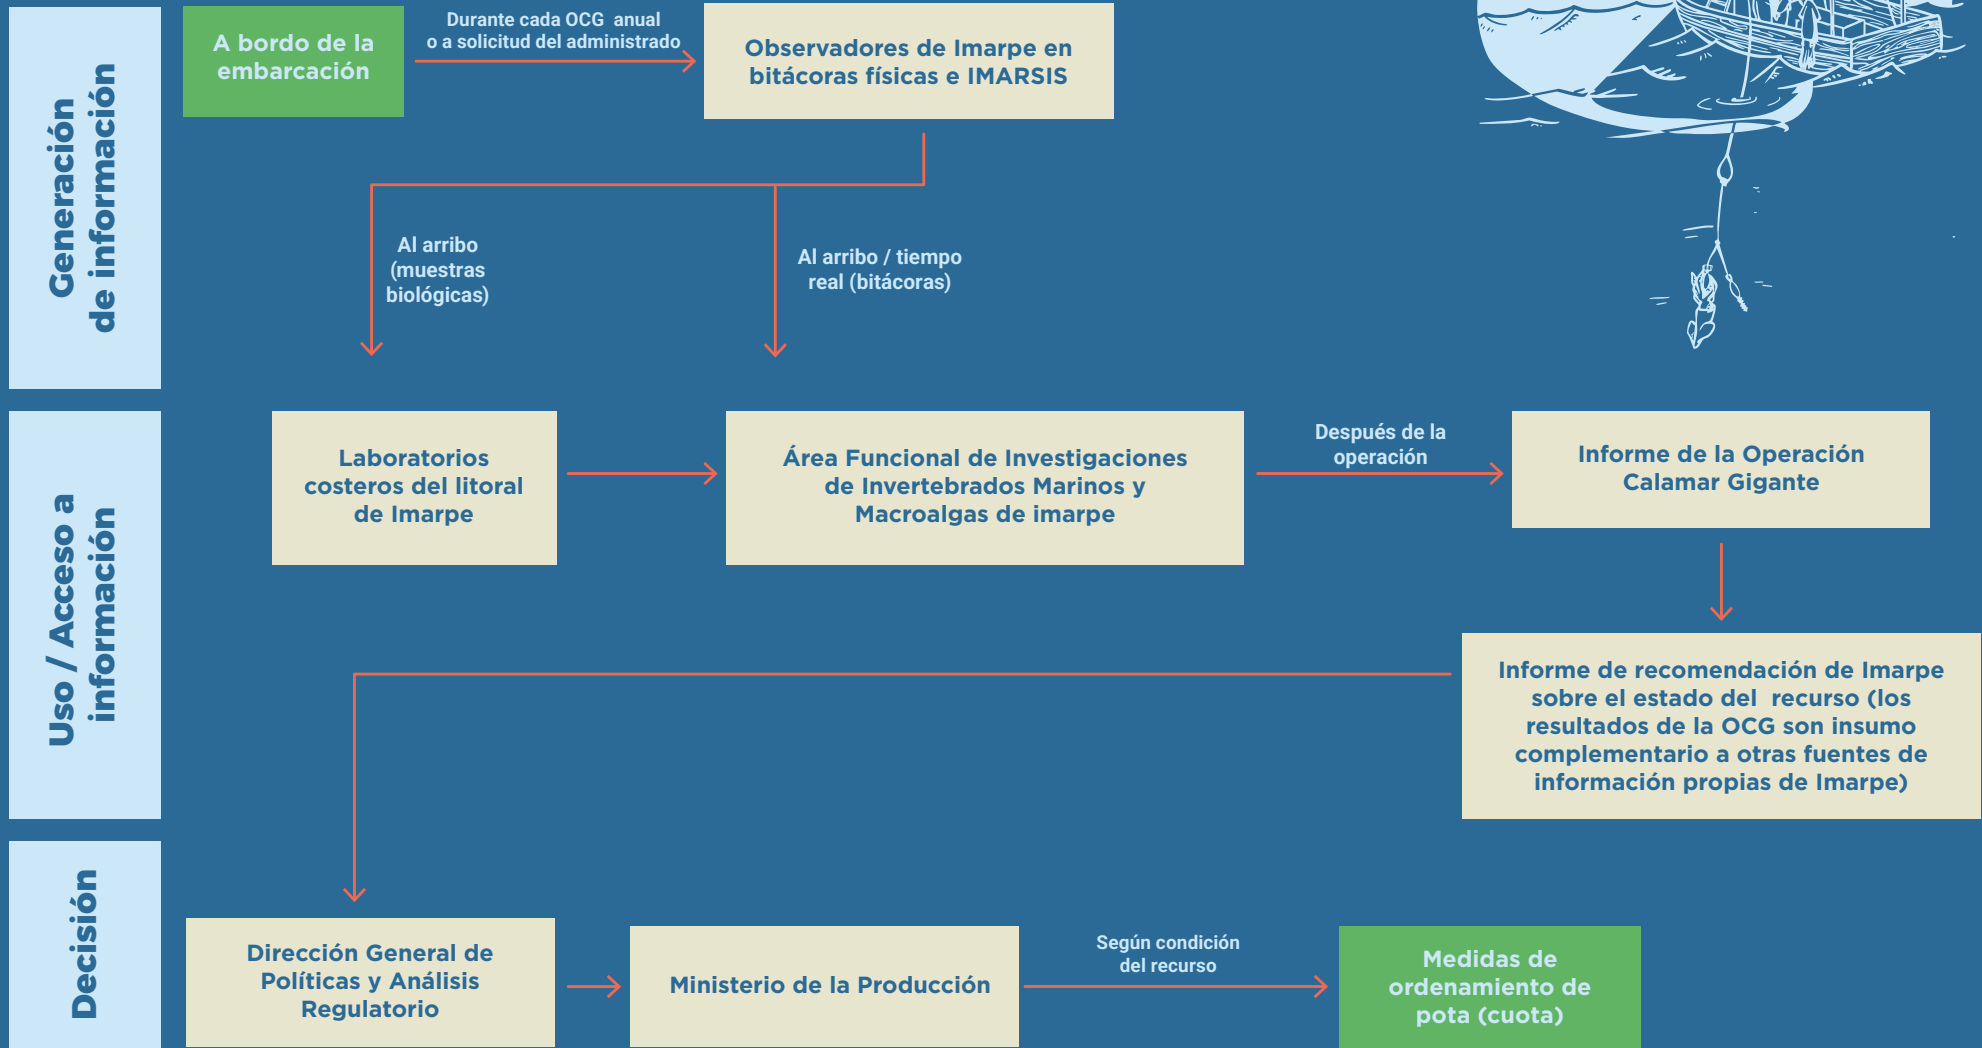 Generación
de información
A bordo de la
embarcación
Durante cada OCG anual
o a solicitud del administrado
Observadores de Imarpe en
bitácoras físicas e IMARSIS
Al arribo
(muestras
biológicas)
Al arribo / tiempo
real (bitácoras)
Uso / Acceso a
información
Laboratorios
costeros del litoral
de Imarpe
Área Funcional de Investigaciones
de Invertebrados Marinos y
Macroalgas de imarpe
Después de la
operación
Informe de la Operación
Calamar Gigante
Informe de recomendación de Imarpe
sobre el estado del recurso (los
resultados de la OCG son insumo
complementario a otras fuentes de
información propias de Imarpe)
Decisión
Dirección General de
Políticas y Análisis
Regulatorio
Ministerio de la Producción
Según condición
del recurso
Medidas de
ordenamiento de
pota (cuota)